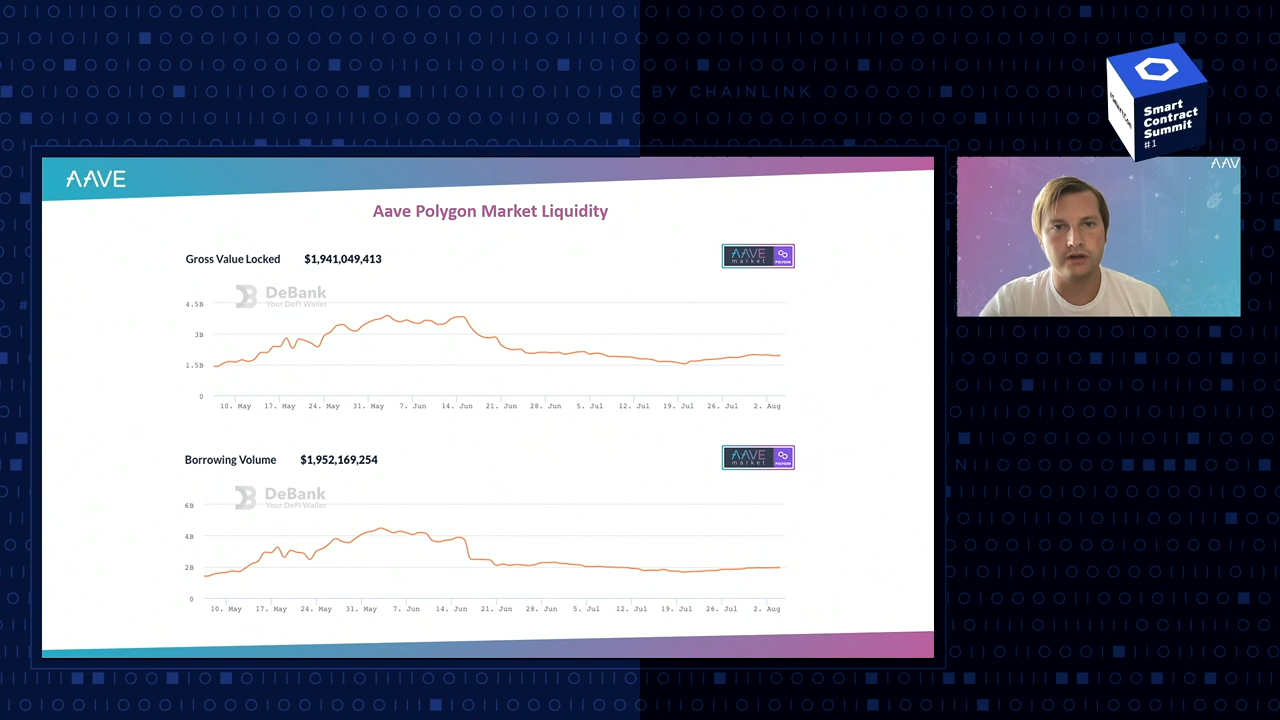 BY CHAINLINK
Smart
Contract
Summit
#1
AAVE
AAV
Aave Polygon Market Liquidity
Gross Value Locked $1,941,049,413
AAVE
market
POLYGON
DeBank
Your DeFi Wallet
4.5B
3B
1.5B
0
10. May 17. May 24. May 31. May 7. Jun 14. Jun 21. Jun 28. Jun 5. Jul 12. Jul 19. Jul 26. Jul 2. Aug
Borrowing Volume $1,952,169,254
AAVE
market
POLYGON
DeBank
Your DeFi Wallet
6B
4B
2B
0
10. May 17. May 24. May 31. May 7. Jun 14. Jun 21. Jun 28. Jun 5. Jul 12. Jul 19. Jul 26. Jul 2. Aug